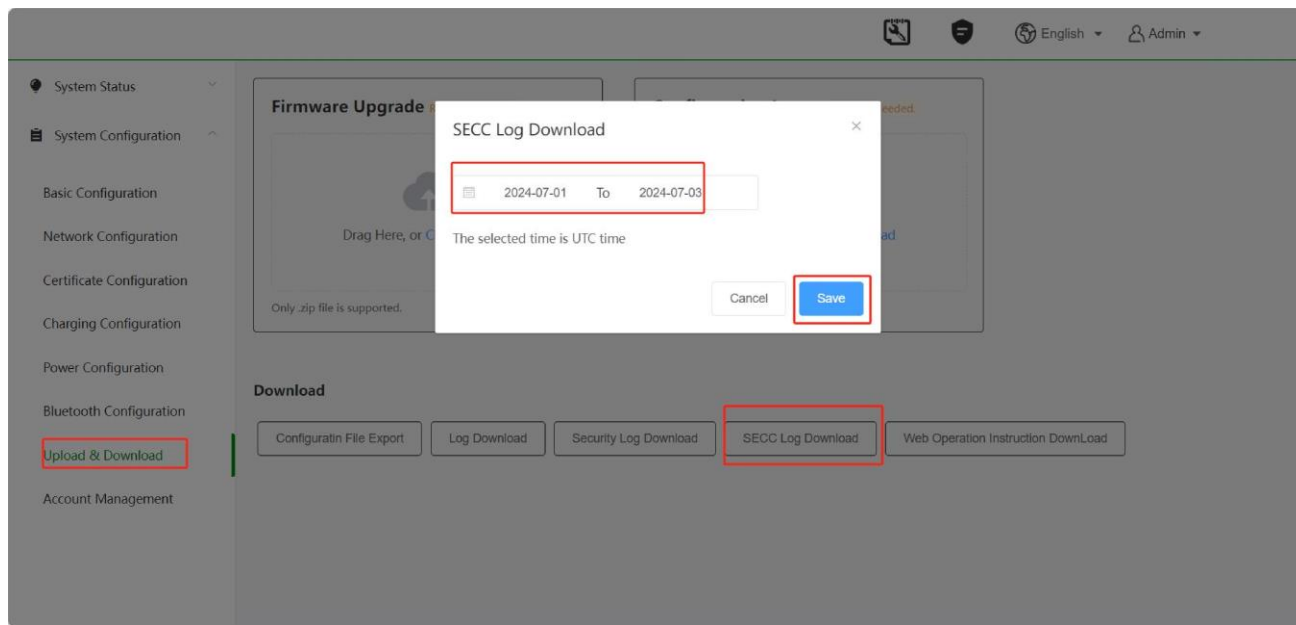 English
Admin
System Status
System Configuration
Basic Configuration
Network Configuration
Certificate Configuration
Charging Configuration
Power Configuration
Bluetooth Configuration
Upload & Download
Account Management
Firmware Upgrade
Drag Here, or
Only .zip file is supported.
SECC Log Download
2024-07-01 To 2024-07-03
The selected time is UTC time
Cancel
Save
Download
Configuratin File Export
Log Download
Security Log Download
SECC Log Download
Web Operation Instruction DownLoad